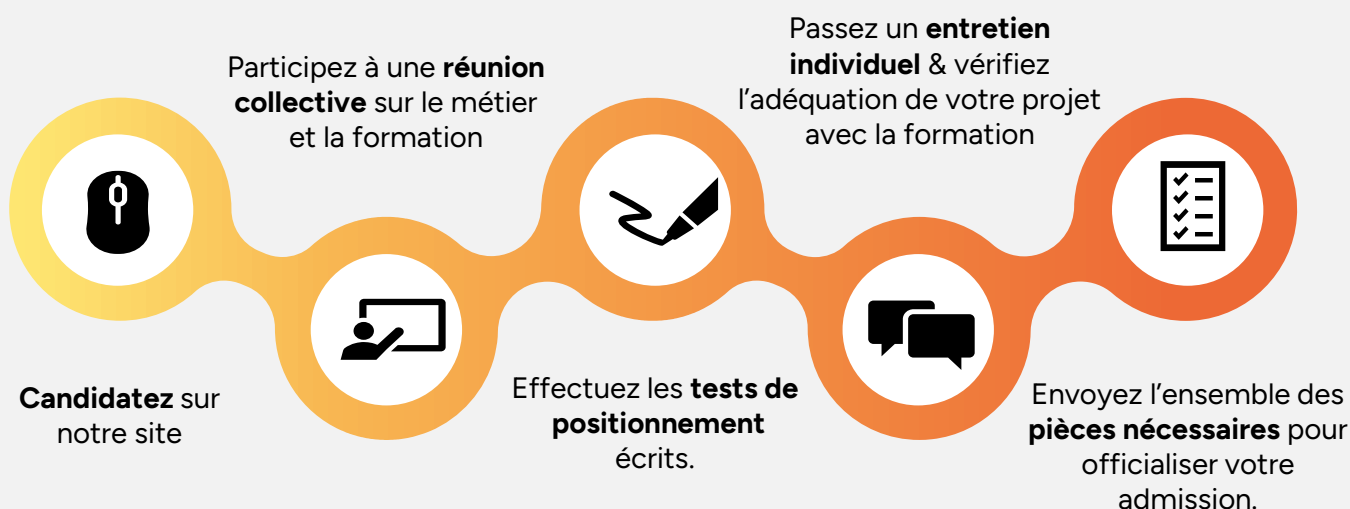 Candidatez sur
notre site
Participez à une réunion
collective sur le métier
et la formation
Effectuez les tests de
positionnement
écrits.
Passez un entretien
individuel & vérifiez
l’adéquation de votre projet
avec la formation
Envoyez l’ensemble des
pièces nécessaires pour
officialiser votre
admission.